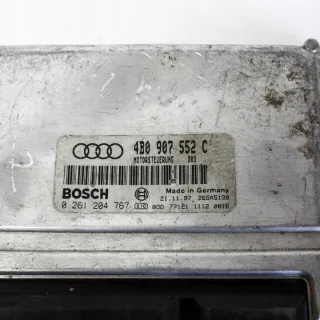 4B0 907 552 C
MOTORSTEUERUNG D03
BOSCH Made in Germany
21.11.97
0 261 204 767